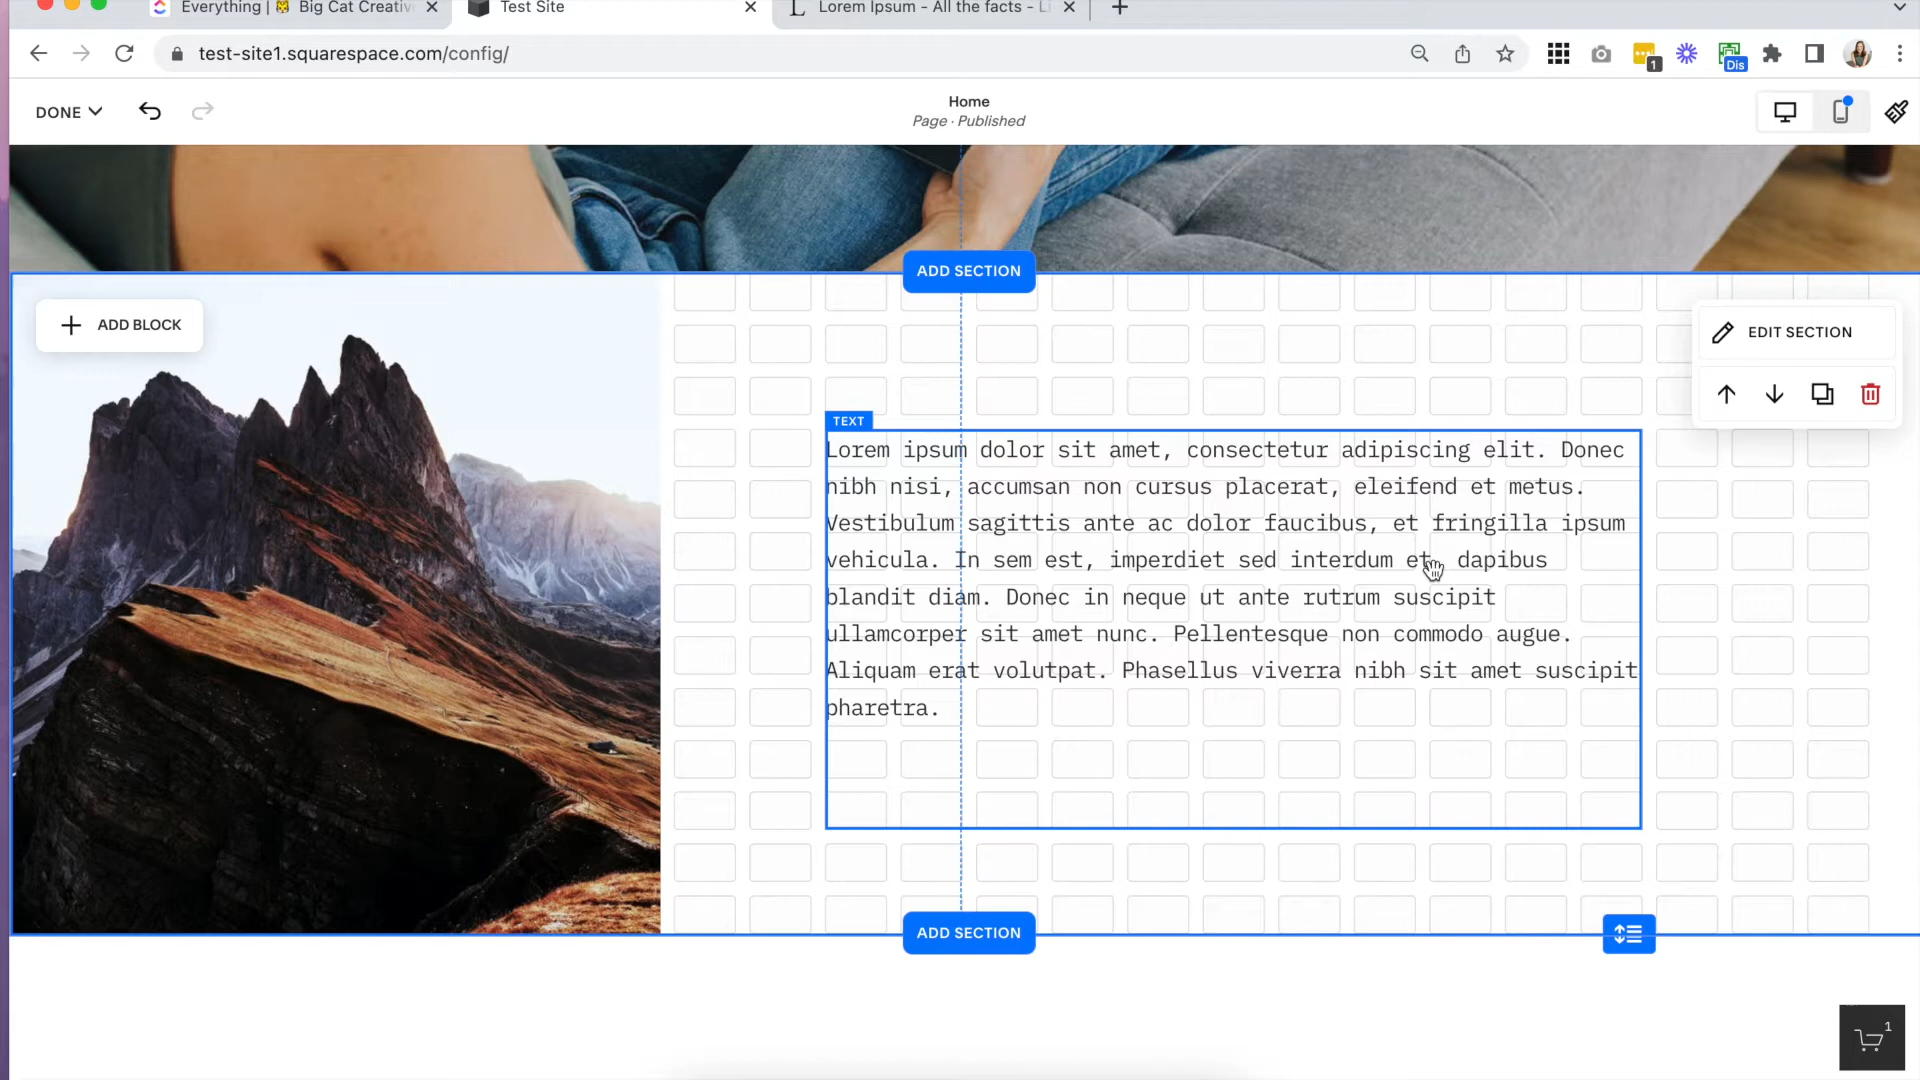 Everything | Big Cat Creativ
Test Site
Lorem Ipsum - All the facts - Li
test-site1.squarespace.com/config/
1
Dis
DONE
Home
Page · Published
ADD SECTION
ADD BLOCK
EDIT SECTION
TEXT
Lorem ipsum dolor sit amet, consectetur adipiscing elit. Donec
nibh nisi, accumsan non cursus placerat, eleifend et metus.
Vestibulum sagittis ante ac dolor faucibus, et fringilla ipsum
vehicula. In sem est, imperdiet sed interdum et, dapibus
blandit diam. Donec in neque ut ante rutrum suscipit
ullamcorper sit amet nunc. Pellentesque non commodo augue.
Aliquam erat volutpat. Phasellus viverra nibh sit amet suscipit
pharetra.
ADD SECTION
1